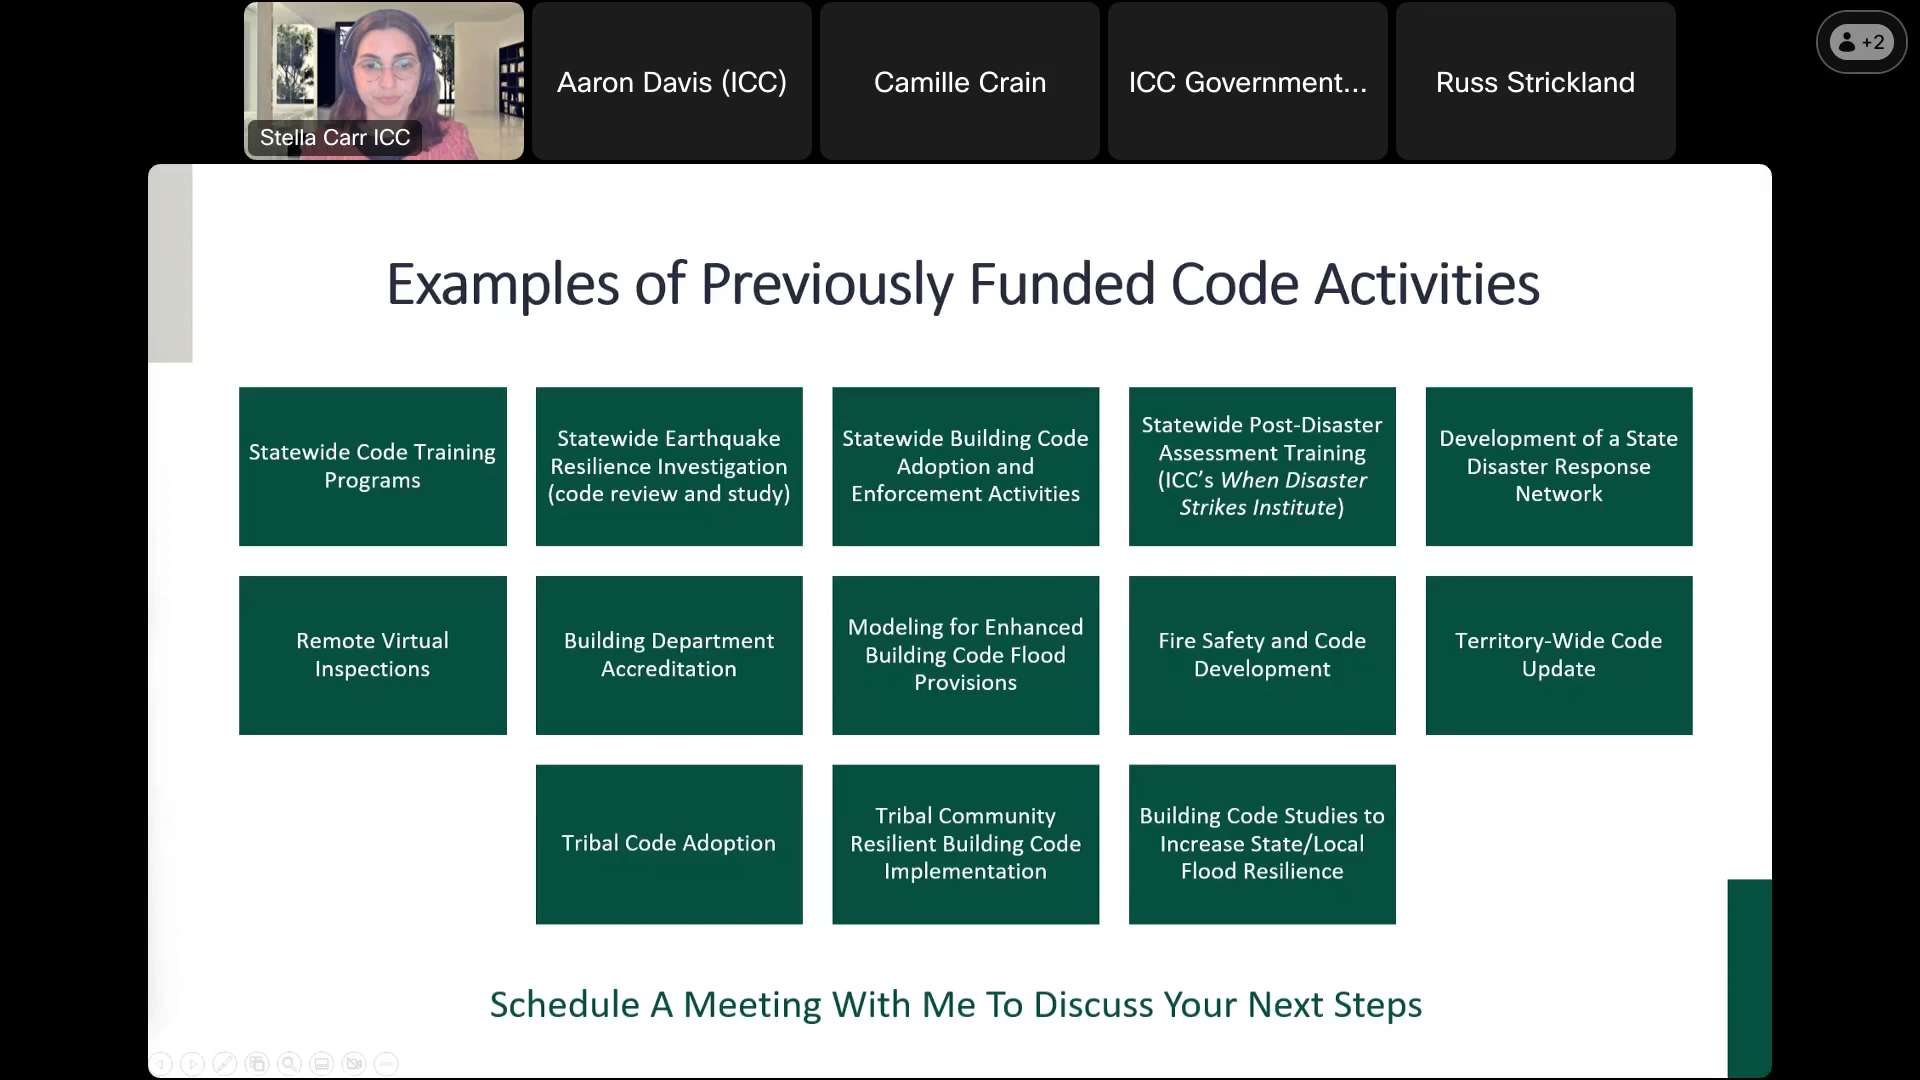 Stella Carr ICC
Aaron Davis (ICC)
Camille Crain
ICC Government...
Russ Strickland
+2
Examples of Previously Funded Code Activities
Statewide Code Training
Programs
Statewide Earthquake
Resilience Investigation
(code review and study)
Statewide Building Code
Adoption and
Enforcement Activities
Statewide Post-Disaster
Assessment Training
(ICC’s When Disaster
Strikes Institute)
Development of a State
Disaster Response
Network
Remote Virtual
Inspections
Building Department
Accreditation
Modeling for Enhanced
Building Code Flood
Provisions
Fire Safety and Code
Development
Territory-Wide Code
Update
Tribal Code Adoption
Tribal Community
Resilient Building Code
Implementation
Building Code Studies to
Increase State/Local
Flood Resilience
Schedule A Meeting With Me To Discuss Your Next Steps